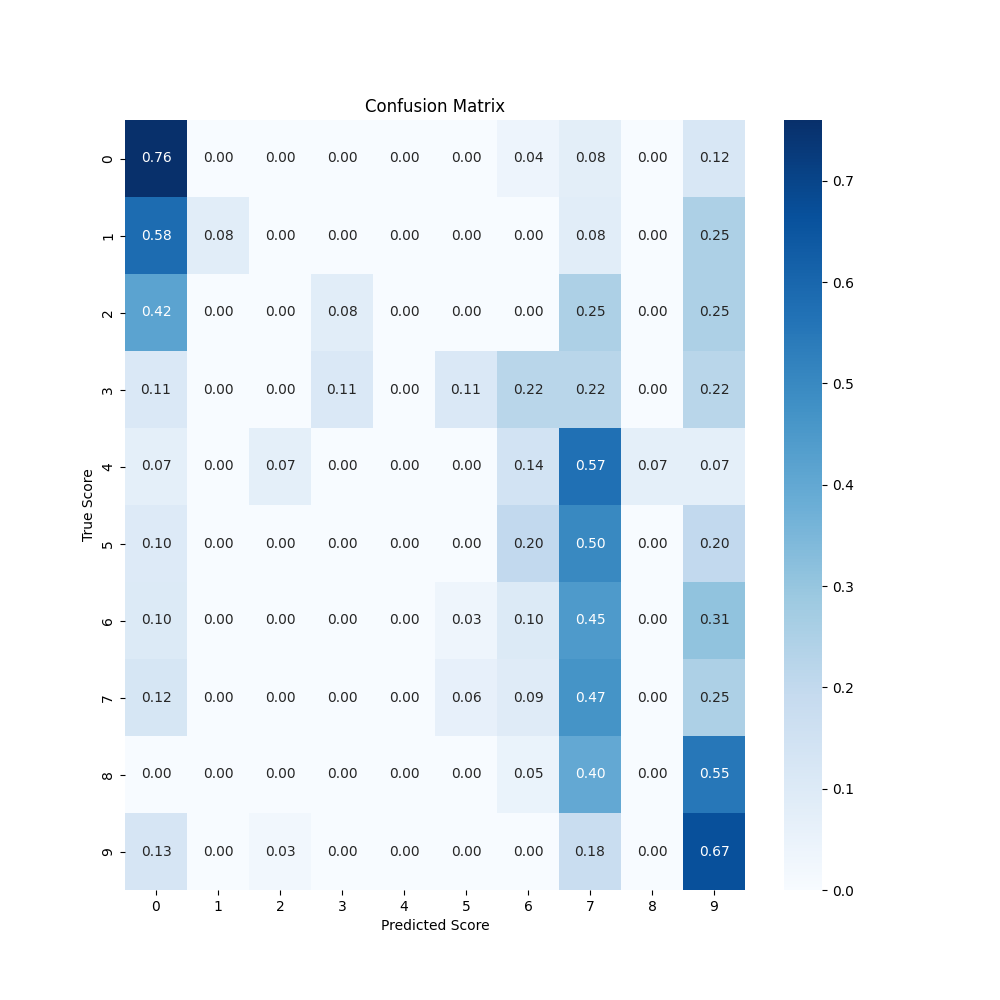 Confusion Matrix
0 0.76 0.00 0.00 0.00 0.00 0.00 0.04 0.08 0.00 0.12
1 0.58 0.08 0.00 0.00 0.00 0.00 0.00 0.08 0.00 0.25
2 0.42 0.00 0.00 0.08 0.00 0.00 0.00 0.25 0.00 0.25
3 0.11 0.00 0.00 0.11 0.00 0.11 0.22 0.22 0.00 0.22
4 0.07 0.00 0.07 0.00 0.00 0.00 0.14 0.57 0.07 0.07
5 0.10 0.00 0.00 0.00 0.00 0.00 0.20 0.50 0.00 0.20
6 0.10 0.00 0.00 0.00 0.00 0.03 0.10 0.45 0.00 0.31
7 0.12 0.00 0.00 0.00 0.00 0.06 0.09 0.47 0.00 0.25
8 0.00 0.00 0.00 0.00 0.00 0.00 0.05 0.40 0.00 0.55
9 0.13 0.00 0.03 0.00 0.00 0.00 0.00 0.18 0.00 0.67
0 1 2 3 4 5 6 7 8 9
Predicted Score
True Score
0.7
0.6
0.5
0.4
0.3
0.2
0.1
0.0